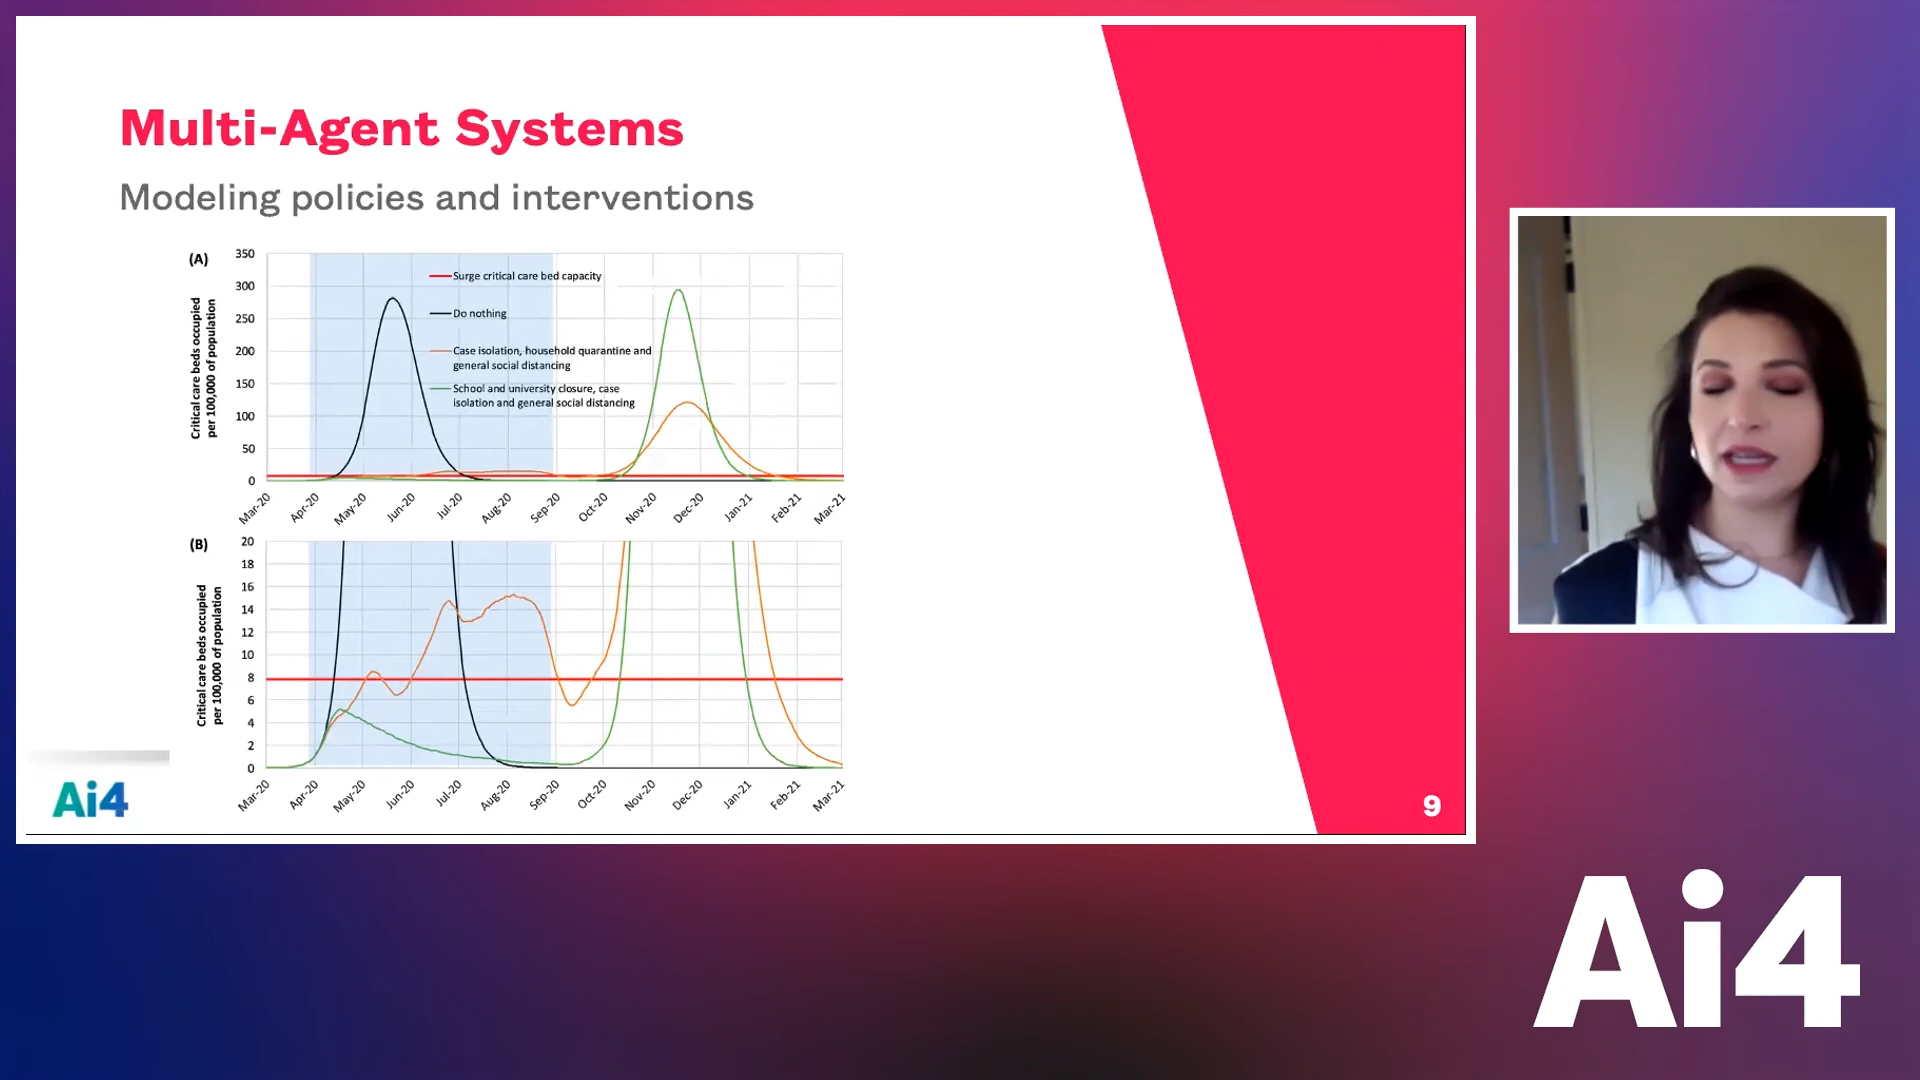 Multi-Agent Systems
Modeling policies and interventions
(A)
Critical care beds occupied
per 100,000 of population
350
300
250
200
150
100
50
0
Surge critical care bed capacity
Do nothing
Case isolation, household quarantine and
general social distancing
School and university closure, case
isolation and general social distancing
Mar-20
Apr-20
May-20
Jun-20
Jul-20
Aug-20
Sep-20
Oct-20
Nov-20
Dec-20
Jan-21
Feb-21
Mar-21
(B)
Critical care beds occupied
per 100,000 of population
20
18
16
14
12
10
8
6
4
2
0
Mar-20
Apr-20
May-20
Jun-20
Jul-20
Aug-20
Sep-20
Oct-20
Nov-20
Dec-20
Jan-21
Feb-21
Mar-21
Ai4
9
Ai4